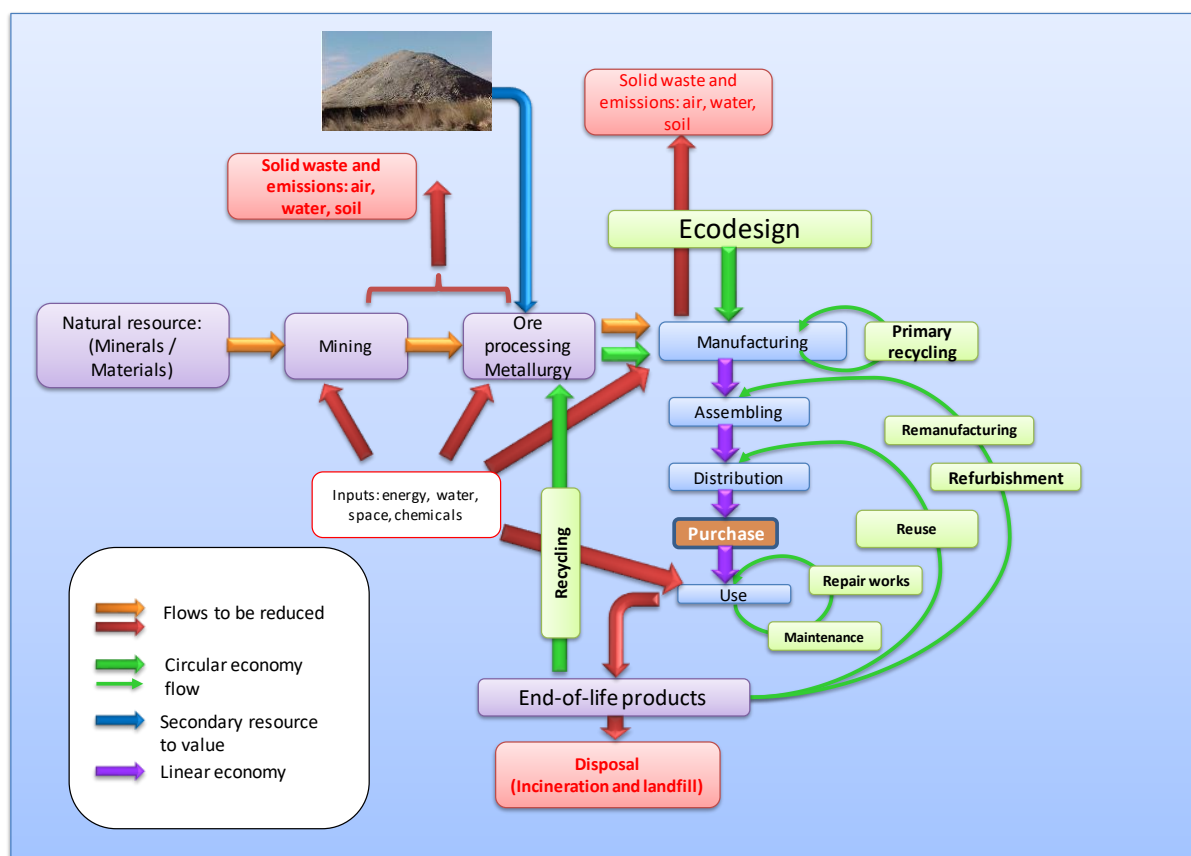 Solid waste and
emissions: air, water,
soil
Solid waste and
emissions: air,
water, soil
Ecodesign
Natural resource:
(Minerals /
Materials)
Mining
Ore
processing
Metallurgy
Manufacturing
Primary
recycling
Assembling
Remanufacturing
Distribution
Refurbishment
Inputs: energy, water,
space, chemicals
Recycling
Purchase
Reuse
Use
Repair works
Maintenance
End-of-life products
Disposal
(Incineration and landfill)
Flows to be reduced
Circular economy
flow
Secondary resource
to value
Linear economy